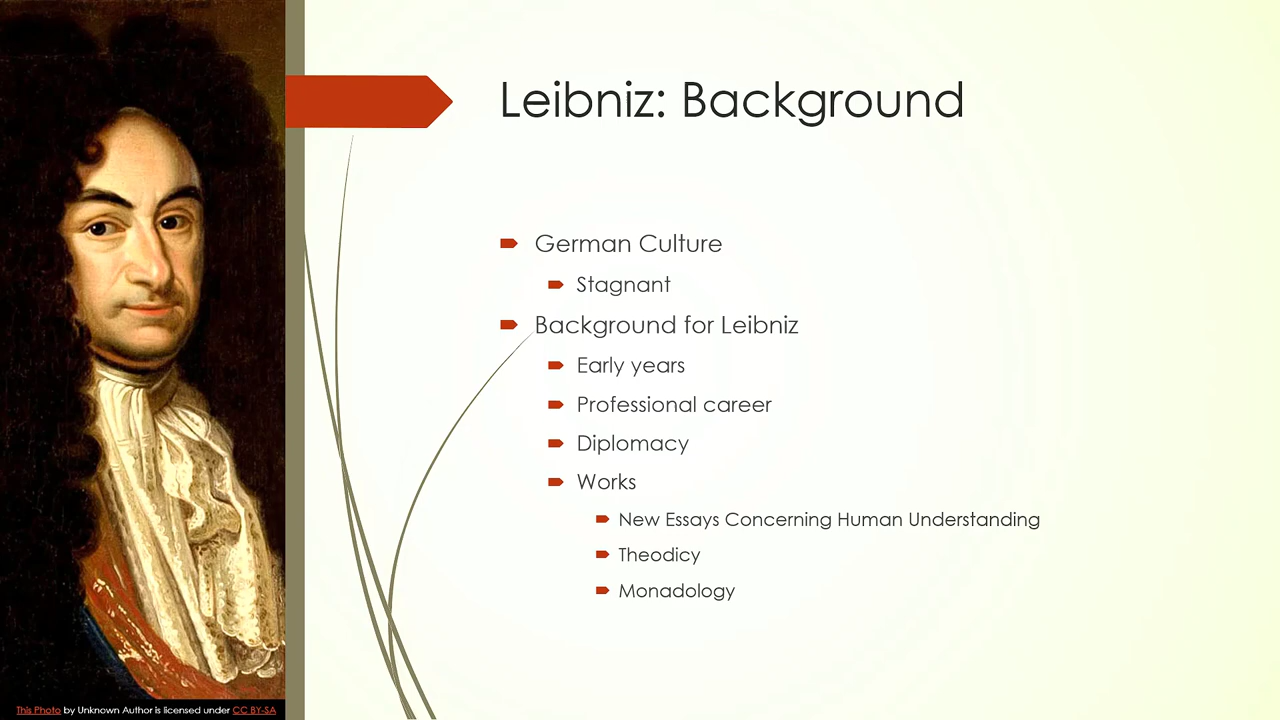 Leibniz: Background
German Culture
Stagnant
Background for Leibniz
Early years
Professional career
Diplomacy
Works
New Essays Concerning Human Understanding
Theodicy
Monadology
This Photo by Unknown Author is licensed under CC BY-SA